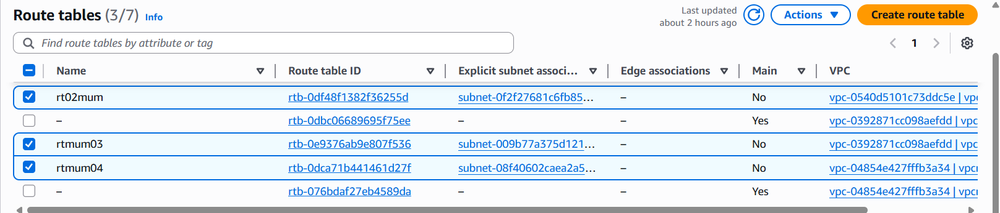 Route tables (3/7) Info
Last updated
about 2 hours ago
Actions
Create route table
Find route tables by attribute or tag
1
Name Route table ID Explicit subnet associ... Edge associations Main VPC
rt02mum rtb-0df48f1382f36255d subnet-0f2f27681c6fb85... – No vpc-0540d5101c73ddc5e | vpc
– rtb-0dbc06689695f75ee – – Yes vpc-0392871cc098aefdd | vpc
rtmum03 rtb-0e9376ab9e807f536 subnet-009b77a375d121... – No vpc-0392871cc098aefdd | vpc
rtmum04 rtb-0dca71b441461d27f subnet-08f40602caea2a5... – No vpc-04854e427fffb3a34 | vpc
– rtb-076bdaf27eb4589da – – Yes vpc-04854e427fffb3a34 | vpc